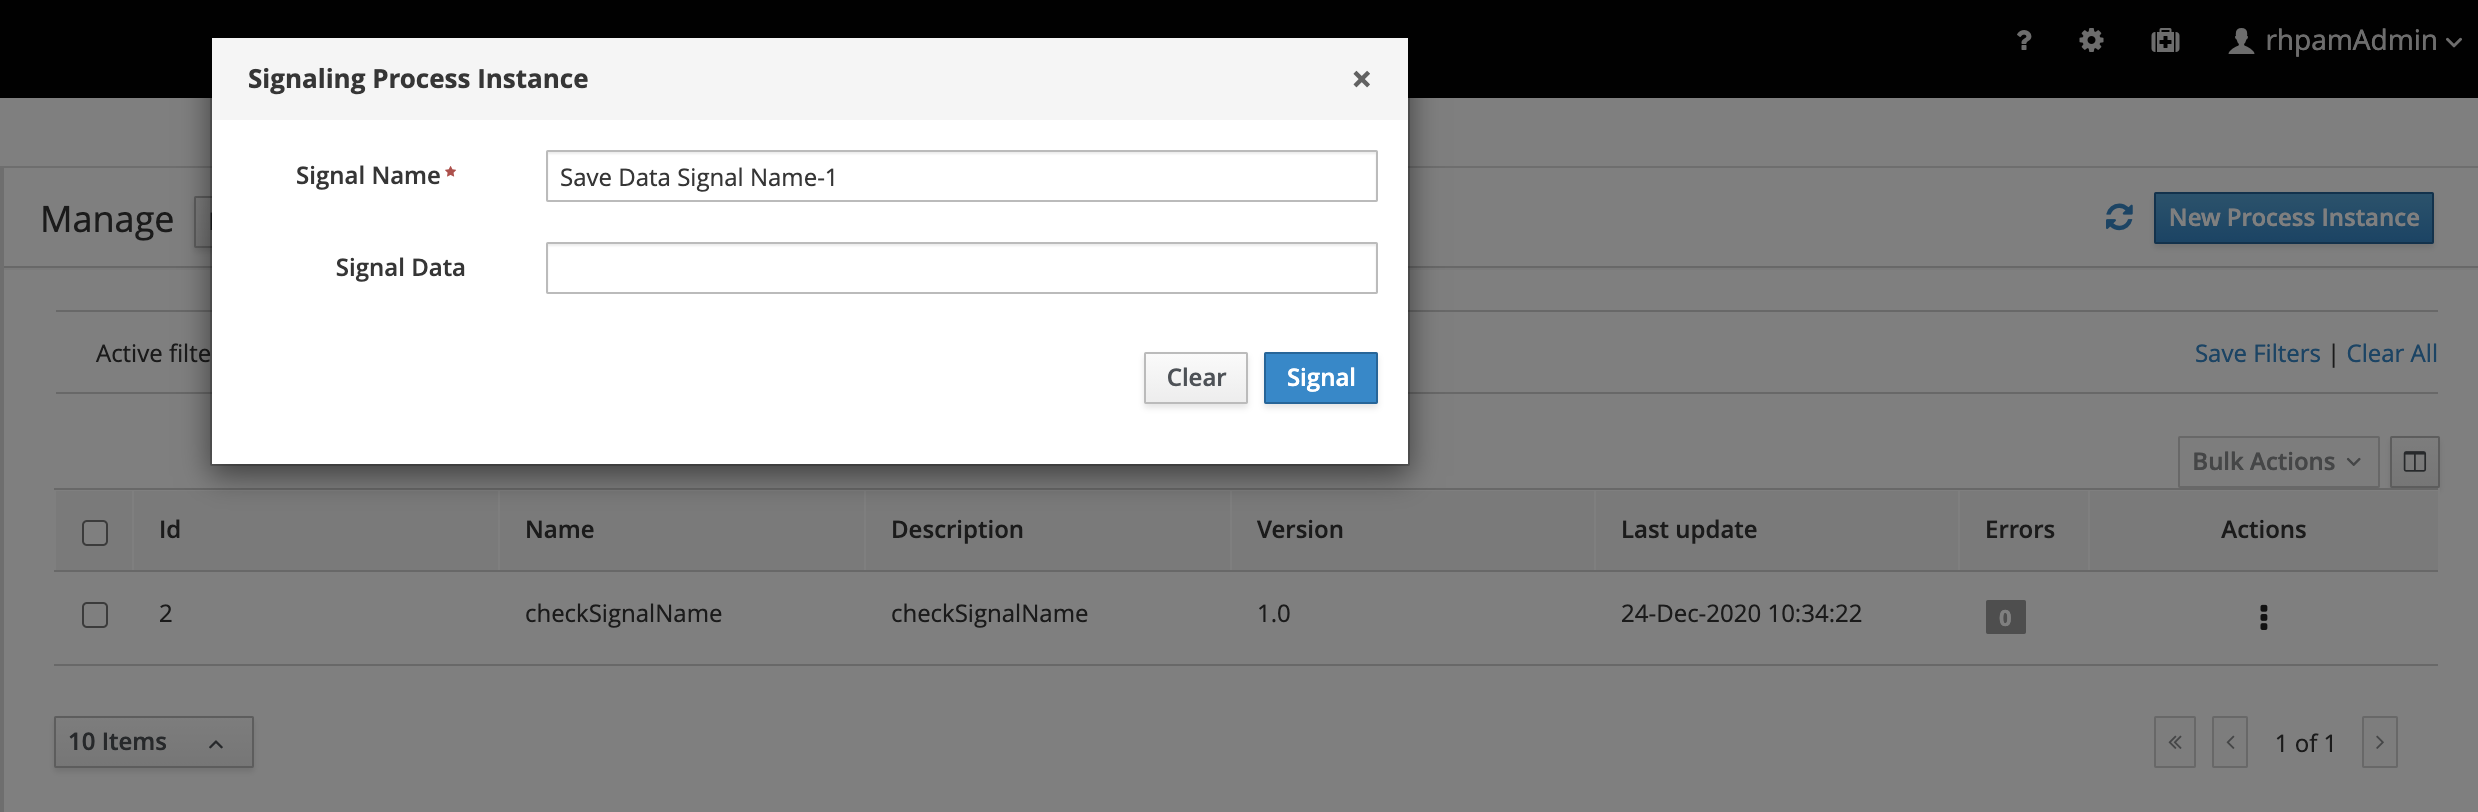 ? rhpamAdmin
Signaling Process Instance
Signal Name*
Save Data Signal Name-1
Signal Data
Clear Signal
Manage
New Process Instance
Active filte
Save Filters | Clear All
Bulk Actions
Id Name Description Version Last update Errors Actions
2 checkSignalName checkSignalName 1.0 24-Dec-2020 10:34:22 0
10 Items
1 of 1